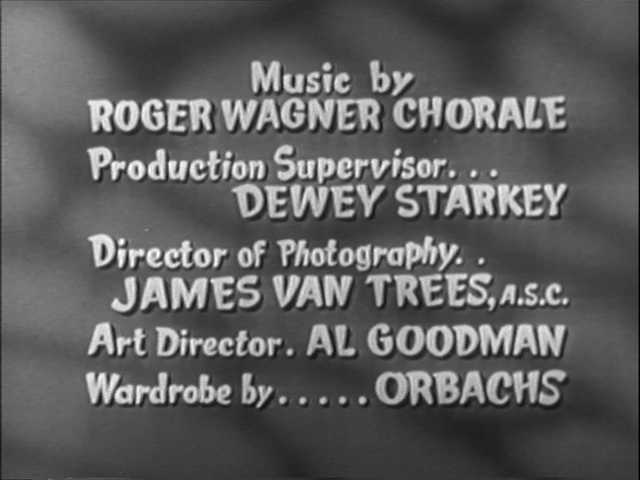 Music by
ROGER WAGNER CHORALE
Production Supervisor...
DEWEY STARKEY
Director of Photography..
JAMES VAN TREES, A.S.C.
Art Director. AL GOODMAN
Wardrobe by ..... ORBACHS